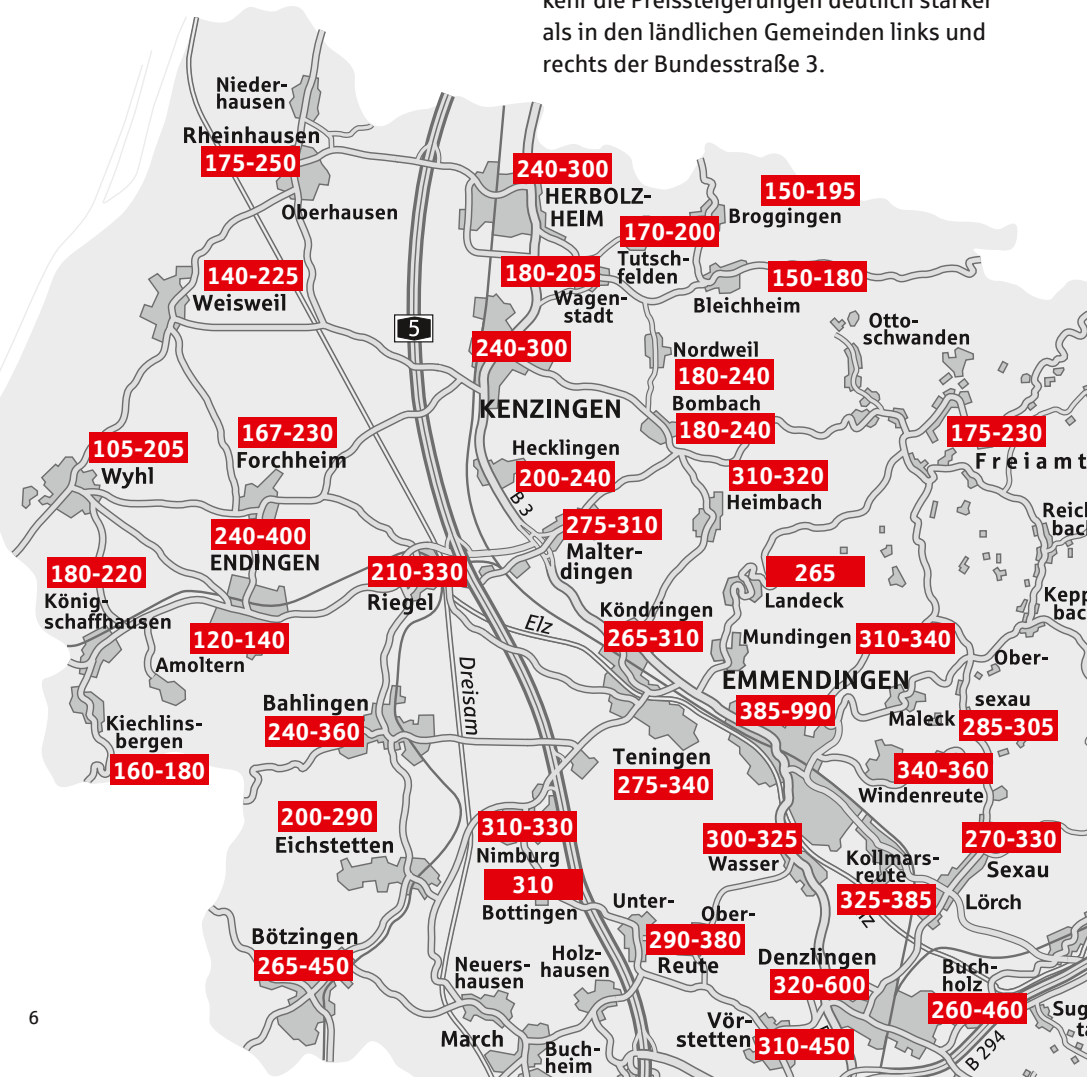 als in den ländlichen Gemeinden links und
rechts der Bundesstraße 3.
Nieder-
hausen
Rheinhausen
175-250
Oberhausen
240-300
HERBOLZ-
HEIM
150-195
Broggingen
170-200
Tutsch-
felden
180-205
Wagen-
stadt
150-180
Bleichheim
140-225
Weisweil
5
Otto-
schwanden
240-300
KENZINGEN
Nordweil
180-240
Bombach
180-240
167-230
Forchheim
105-205
Wyhl
Hecklingen
200-240
B 3
175-230
Freiamt
310-320
Heimbach
240-400
ENDINGEN
275-310
Malter-
dingen
180-220
König-
schaffhausen
210-330
Riegel
265
Landeck
120-140
Amoltern
Elz
Köndringen
265-310
Mundingen
310-340
Ober-
sexau
285-305
Dreisam
EMMENDINGEN
385-990
Maleck
Bahlingen
240-360
Kiechlins-
bergen
160-180
Teningen
275-340
340-360
Windenreute
200-290
Eichstetten
310-330
Nimburg
310
Bottingen
300-325
Wasser
Kollmars-
reute
325-385
270-330
Sexau
Lörch
Unter-
Ober-
290-380
Reute
Bötzingen
265-450
Neuers-
hausen
Holz-
hausen
Denzlingen
320-600
Buch-
holz
260-460
March
Buch-
heim
Vör-
stetten
310-450
B 294
6